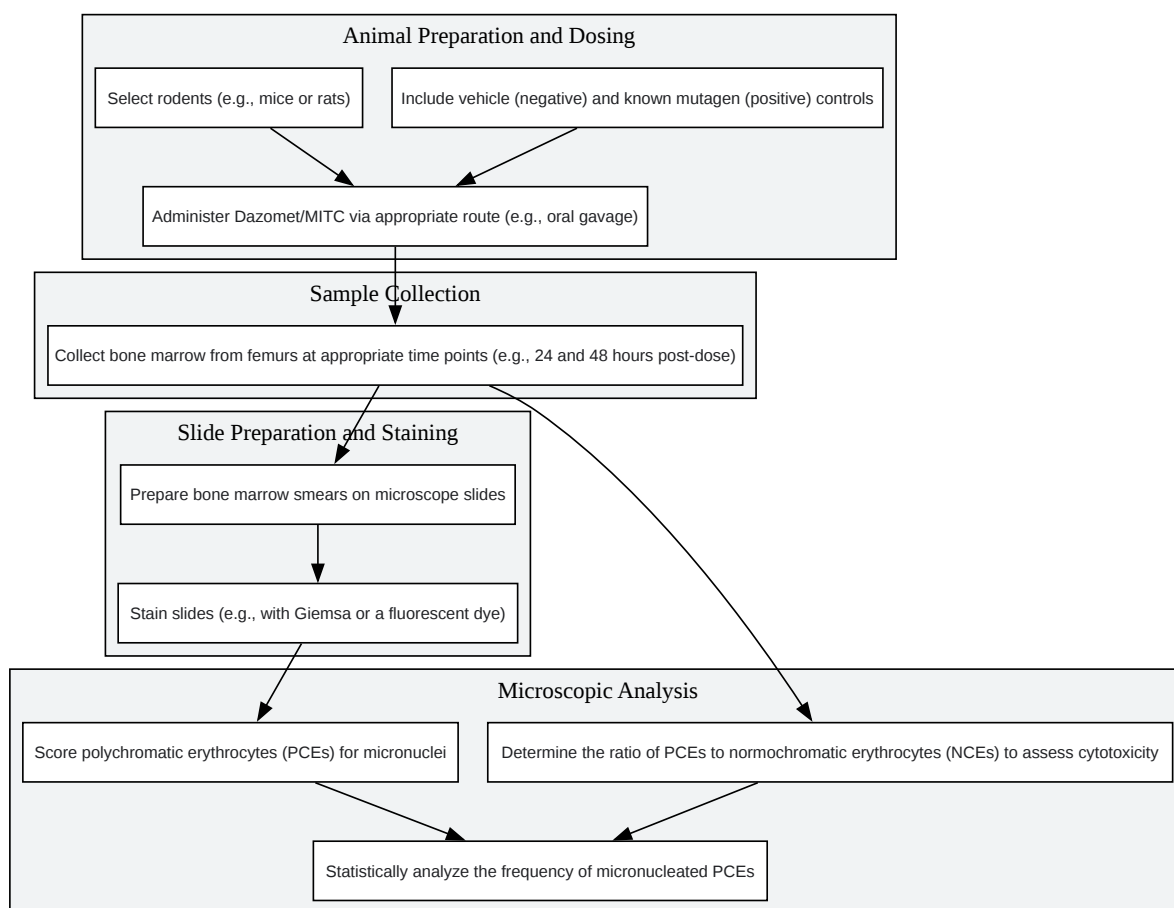 Animal Preparation and Dosing
Select rodents (e.g., mice or rats)
Include vehicle (negative) and known mutagen (positive) controls
Administer Dazomet/MITC via appropriate route (e.g., oral gavage)
Sample Collection
Collect bone marrow from femurs at appropriate time points (e.g., 24 and 48 hours post-dose)
Slide Preparation and Staining
Prepare bone marrow smears on microscope slides
Stain slides (e.g., with Giemsa or a fluorescent dye)
Microscopic Analysis
Score polychromatic erythrocytes (PCEs) for micronuclei
Determine the ratio of PCEs to normochromatic erythrocytes (NCEs) to assess cytotoxicity
Statistically analyze the frequency of micronucleated PCEs